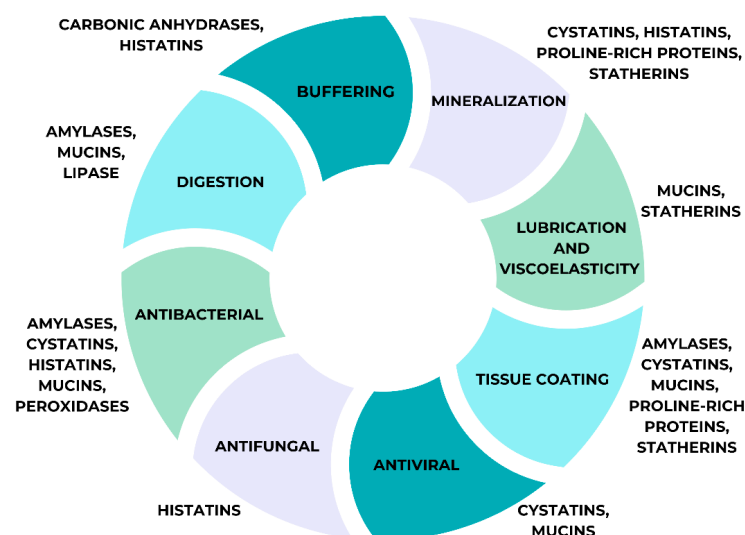 CARBONIC ANHYDRASES,
HISTATINS
BUFFERING
CYSTATINS, HISTATINS,
PROLINE-RICH PROTEINS,
STATHERINS
MINERALIZATION
MUCINS,
STATHERINS
LUBRICATION
AND
VISCOELASTICITY
AMYLASES,
CYSTATINS,
MUCINS,
PROLINE-RICH
PROTEINS,
STATHERINS
TISSUE COATING
CYSTATINS,
MUCINS
ANTIVIRAL
HISTATINS
ANTIFUNGAL
AMYLASES,
CYSTATINS,
HISTATINS,
MUCINS,
PEROXIDASES
ANTIBACTERIAL
AMYLASES,
MUCINS,
LIPASE
DIGESTION